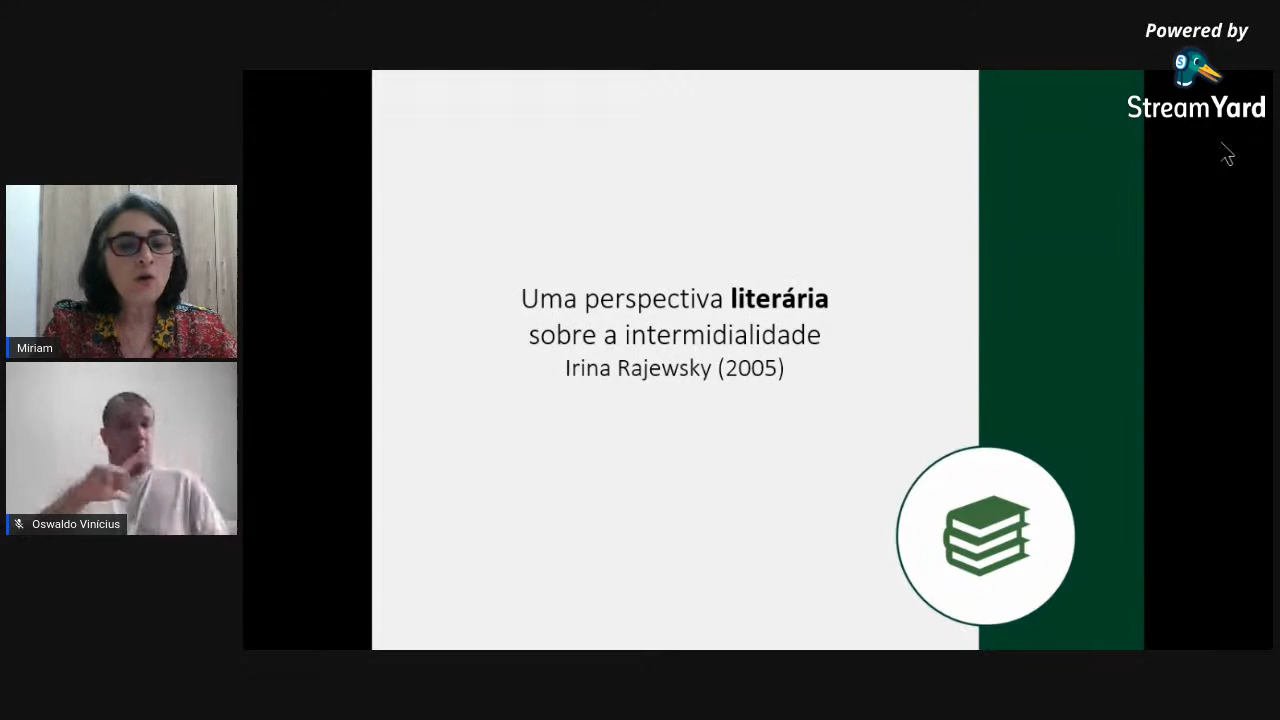 Powered by
StreamYard
Uma perspectiva literária
sobre a intermidialidade
Irina Rajewsky (2005)
Miriam
Oswaldo Vinícius